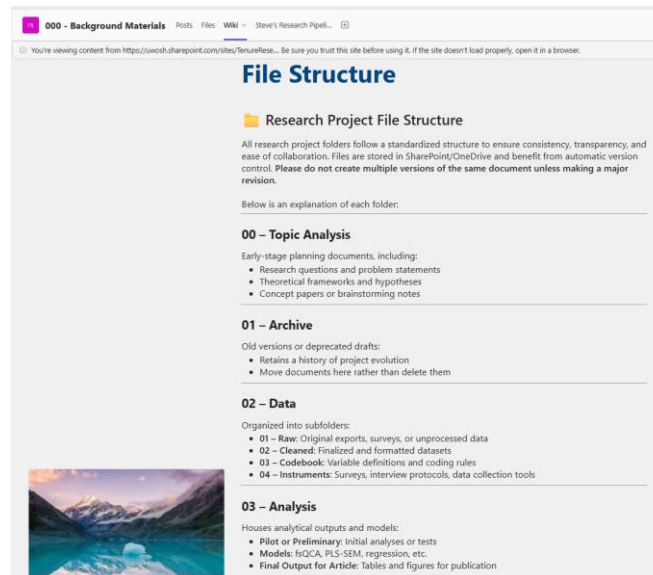 TR 000 - Background Materials Posts Files Wiki Steve's Research Pipeli...
You're viewing content from https://uwosh.sharepoint.com/sites/TenureRese... Be sure you trust this site before using it. If the site doesn't load properly, open it in a browser.
File Structure
Research Project File Structure
All research project folders follow a standardized structure to ensure consistency, transparency, and
ease of collaboration. Files are stored in SharePoint/OneDrive and benefit from automatic version
control. Please do not create multiple versions of the same document unless making a major
revision.
Below is an explanation of each folder:
00 – Topic Analysis
Early-stage planning documents, including:
• Research questions and problem statements
• Theoretical frameworks and hypotheses
• Concept papers or brainstorming notes
01 – Archive
Old versions or deprecated drafts:
• Retains a history of project evolution
• Move documents here rather than delete them
02 – Data
Organized into subfolders:
• 01 – Raw: Original exports, surveys, or unprocessed data
• 02 – Cleaned: Finalized and formatted datasets
• 03 – Codebook: Variable definitions and coding rules
• 04 – Instruments: Surveys, interview protocols, data collection tools
03 – Analysis
Houses analytical outputs and models:
• Pilot or Preliminary: Initial analyses or tests
• Models: fsQCA, PLS-SEM, regression, etc.
• Final Output for Article: Tables and figures for publication